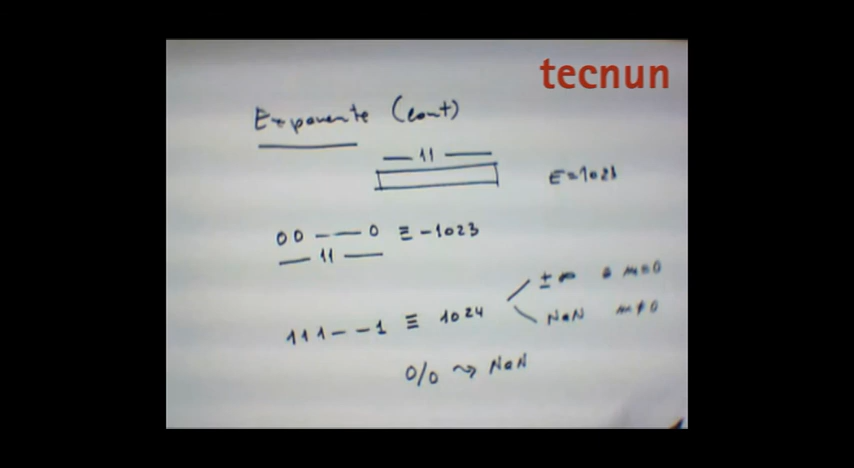 tecnun
Exponente (cont)
— 11 —
E=1023
00 — — 0 ≡ -1023
— 11 —
± ∞ m=0
111 - - 1 ≡ 1024
NaN m≠0
0/0 ⤳ NaN